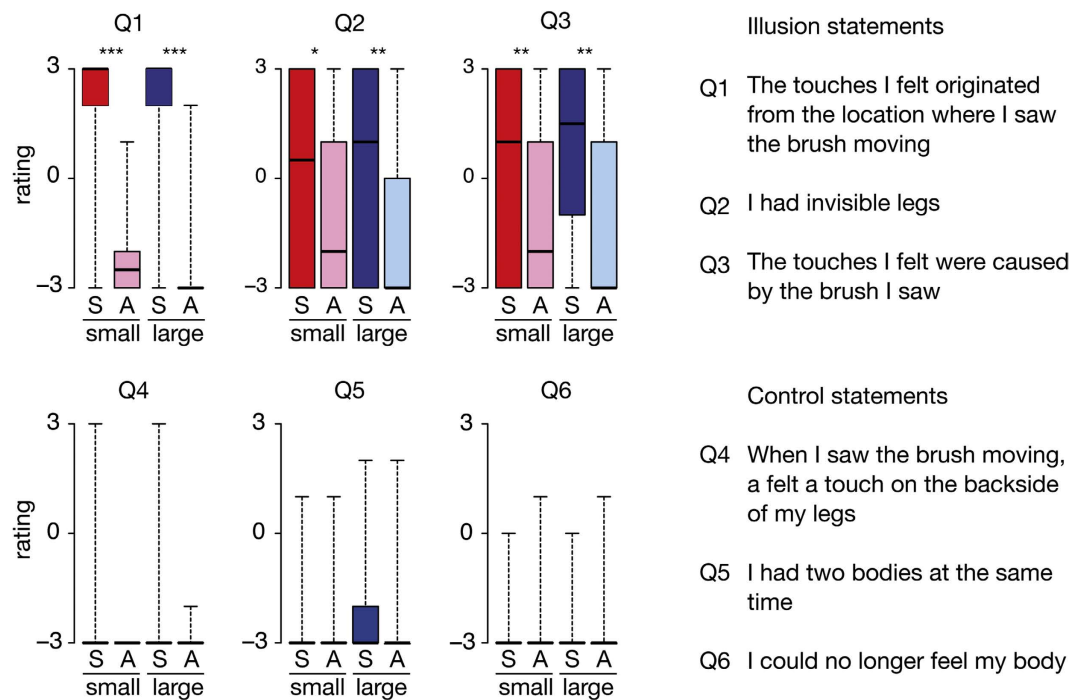 Q1
Q2
Q3
Illusion statements
*** ***
* **
** **
3
0
−3
rating
S A S A
small large
3
0
−3
S A S A
small large
3
0
−3
S A S A
small large
Q1 The touches I felt originated
from the location where I saw
the brush moving
Q2 I had invisible legs
Q3 The touches I felt were caused
by the brush I saw
Q4
Q5
Q6
Control statements
3
0
−3
rating
S A S A
small large
3
0
−3
S A S A
small large
3
0
−3
S A S A
small large
Q4 When I saw the brush moving,
a felt a touch on the backside
of my legs
Q5 I had two bodies at the same
time
Q6 I could no longer feel my body